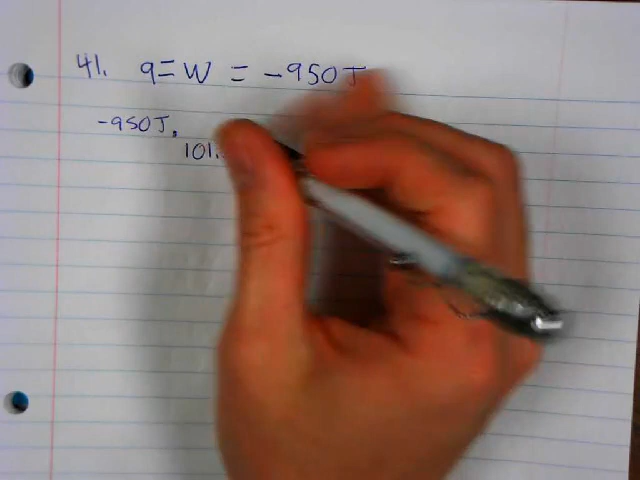 41. q = W = -950J
-950J.
101.